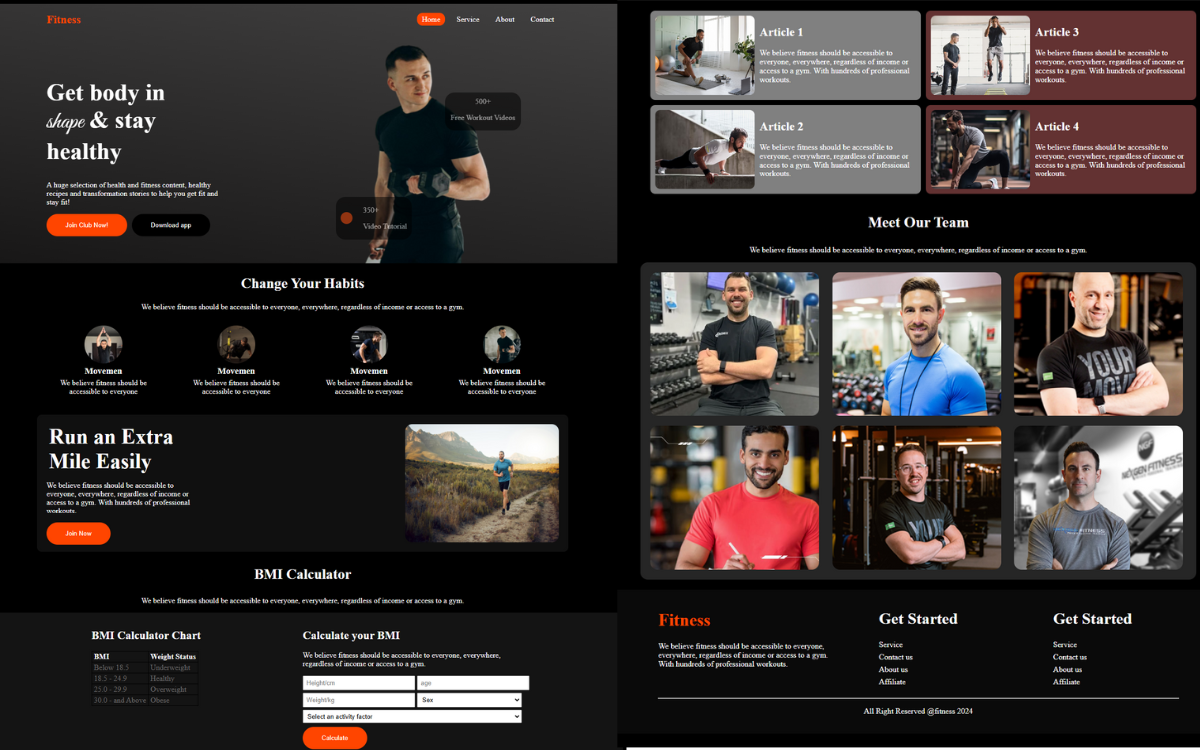 Fitness
Home Service About Contact
Get body in
shape & stay
healthy
A huge selection of health and fitness content, healthy
recipes and transformation stories to help you get fit and
stay fit!
Join Club Now! Download app
500+
Free Workout Videos
350+
Video Tutorial
Change Your Habits
We believe fitness should be accessible to everyone, everywhere, regardless of income or access to a gym.
Movemen
We believe fitness should be
accessible to everyone
Movemen
We believe fitness should be
accessible to everyone
Movemen
We believe fitness should be
accessible to everyone
Movemen
We believe fitness should be
accessible to everyone
Run an Extra
Mile Easily
We believe fitness should be accessible to
everyone, everywhere, regardless of income or
access to a gym. With hundreds of professional
workouts.
Join Now
BMI Calculator
We believe fitness should be accessible to everyone, everywhere, regardless of income or access to a gym.
BMI Calculator Chart
BMI Weight Status
Below 18.5 Underweight
18.5 - 24.9 Healthy
25.0 - 29.9 Overweight
30.0 - and Above Obese
Calculate your BMI
We believe fitness should be accessible to everyone, everywhere,
regardless of income or access to a gym.
Height/cm age
Weight/kg Sex
Select an activity factor
Calculate
Article 1
We believe fitness should be accessible to
everyone, everywhere, regardless of income or
access to a gym. With hundreds of professional
workouts.
Article 3
We believe fitness should be accessible to
everyone, everywhere, regardless of income or
access to a gym. With hundreds of professional
workouts.
Article 2
We believe fitness should be accessible to
everyone, everywhere, regardless of income or
access to a gym. With hundreds of professional
workouts.
Article 4
We believe fitness should be accessible to
everyone, everywhere, regardless of income or
access to a gym. With hundreds of professional
workouts.
Meet Our Team
We believe fitness should be accessible to everyone, everywhere, regardless of income or access to a gym.
YOUR
YOUR
NEXGEN FITNESS
Fitness
We believe fitness should be accessible to everyone,
everywhere, regardless of income or access to a gym.
With hundreds of professional workouts.
Get Started
Service
Contact us
About us
Affiliate
Get Started
Service
Contact us
About us
Affiliate
All Right Reserved @fitness 2024